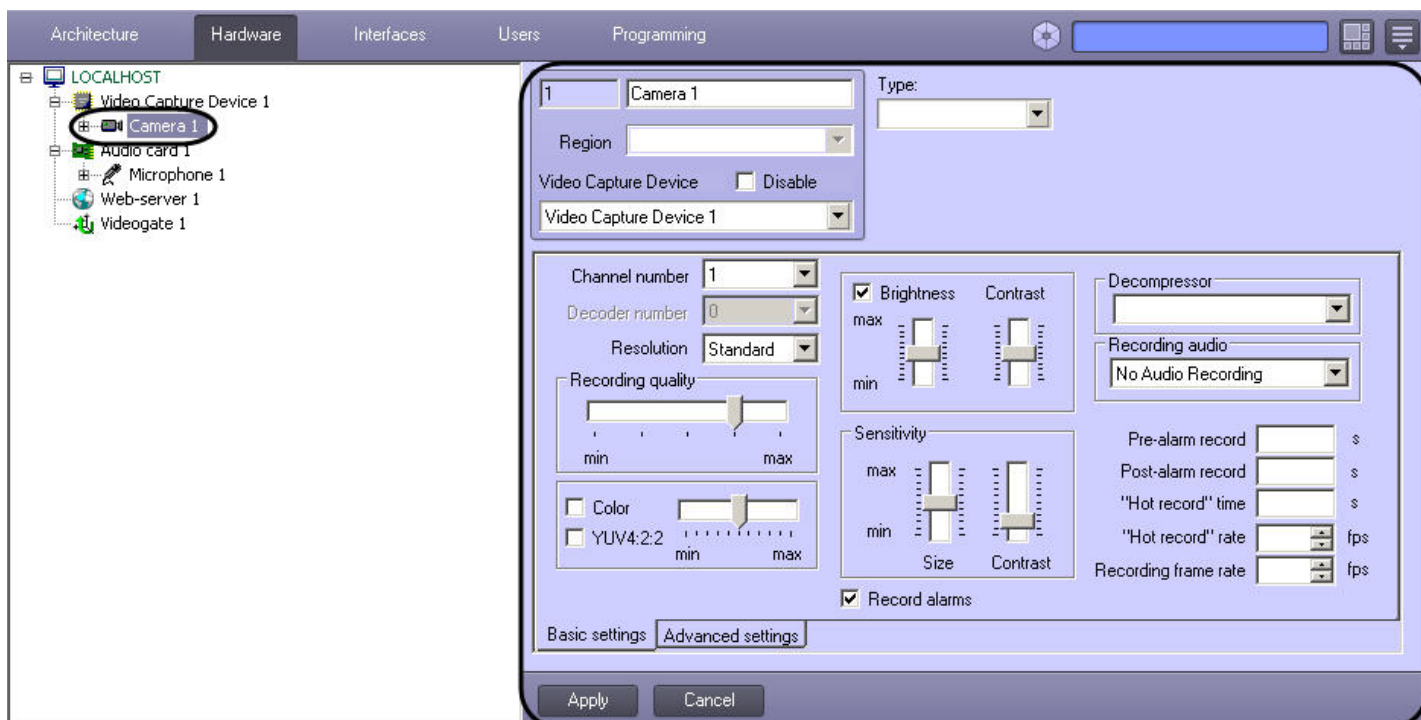 Architecture Hardware Interfaces Users Programming
LOCALHOST
Video Capture Device 1
Camera 1
Audio card 1
Microphone 1
Web-server 1
Videogate 1
1 Camera 1
Type:
Region
Video Capture Device Disable
Video Capture Device 1
Channel number 1
Decoder number 0
Resolution Standard
Recording quality
min max
Color
YUV4:2:2
min max
Brightness Contrast
max
min
Sensitivity
max
min
Size Contrast
Record alarms
Decompressor
Recording audio
No Audio Recording
Pre-alarm record s
Post-alarm record s
"Hot record" time s
"Hot record" rate fps
Recording frame rate fps
Basic settings Advanced settings
Apply Cancel